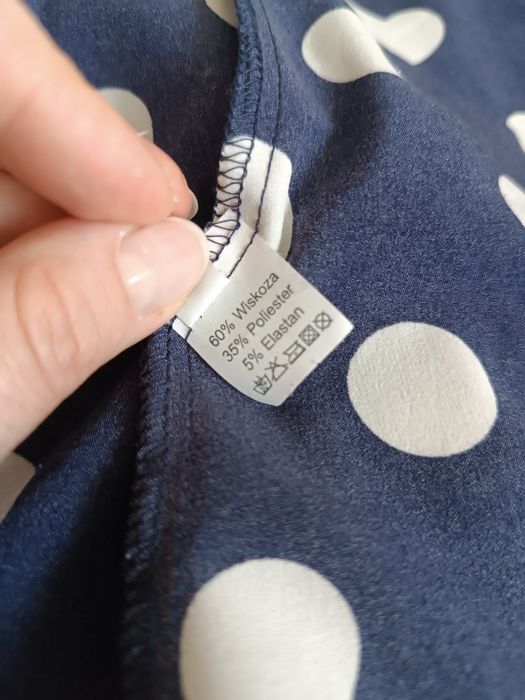 60% Wiskoza
35% Poliester
5% Elastan